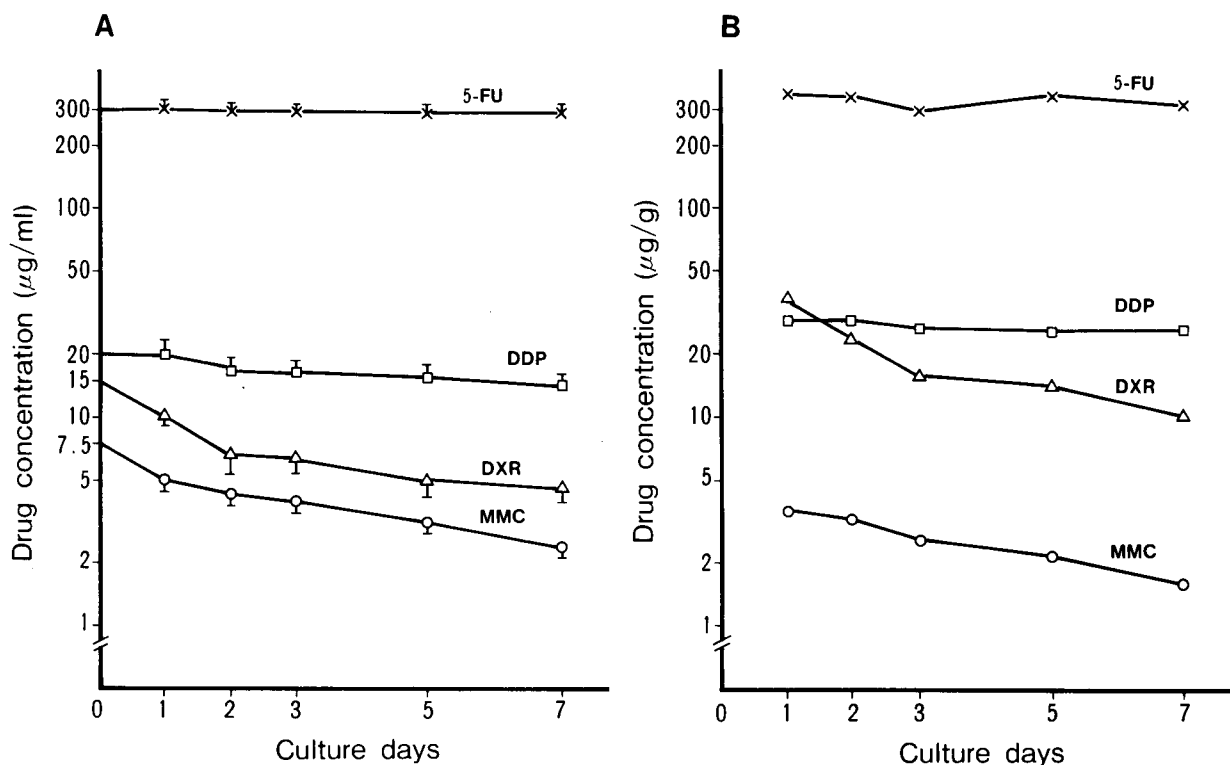 A
Drug concentration (μg/ml)
300
200
100
50
20
15
10
7.5
5
2
1
5-FU
DDP
DXR
MMC
0 1 2 3 5 7
Culture days
B
Drug concentration (μg/g)
300
200
100
50
20
10
5
2
1
5-FU
DDP
DXR
MMC
0 1 2 3 5 7
Culture days